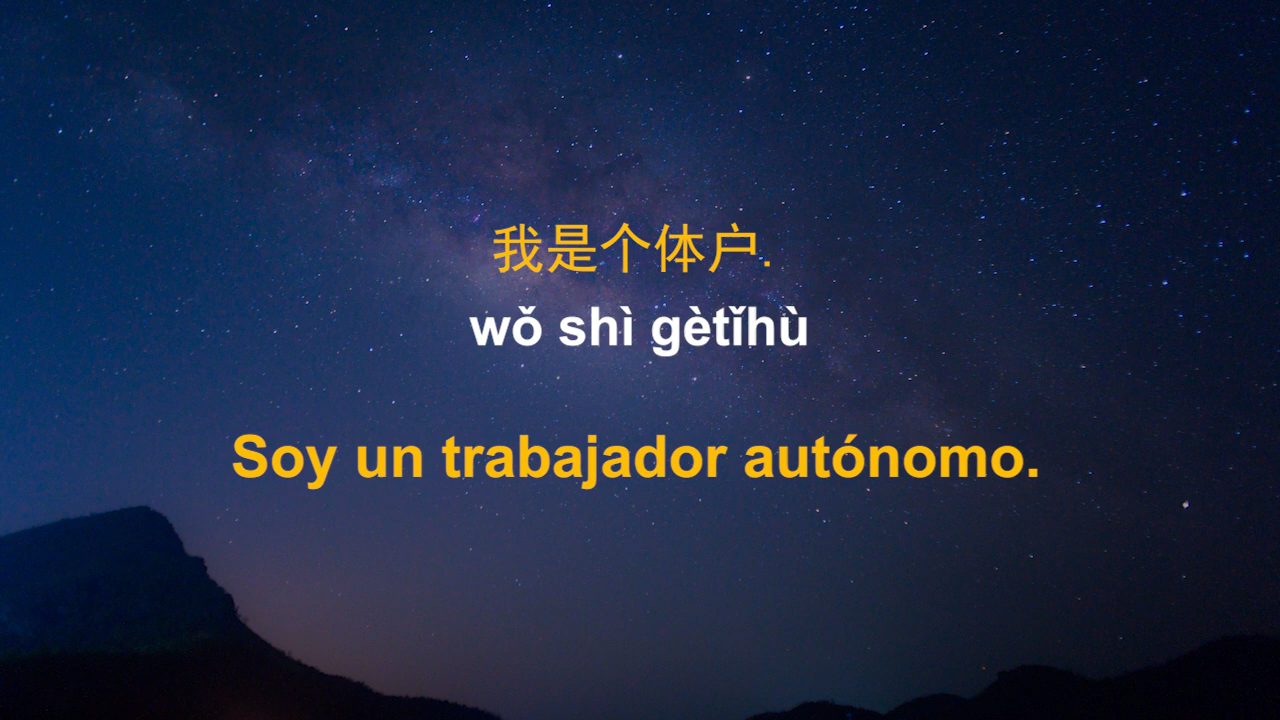 我是个体户.
wǒ shì gètǐhù
Soy un trabajador autónomo.